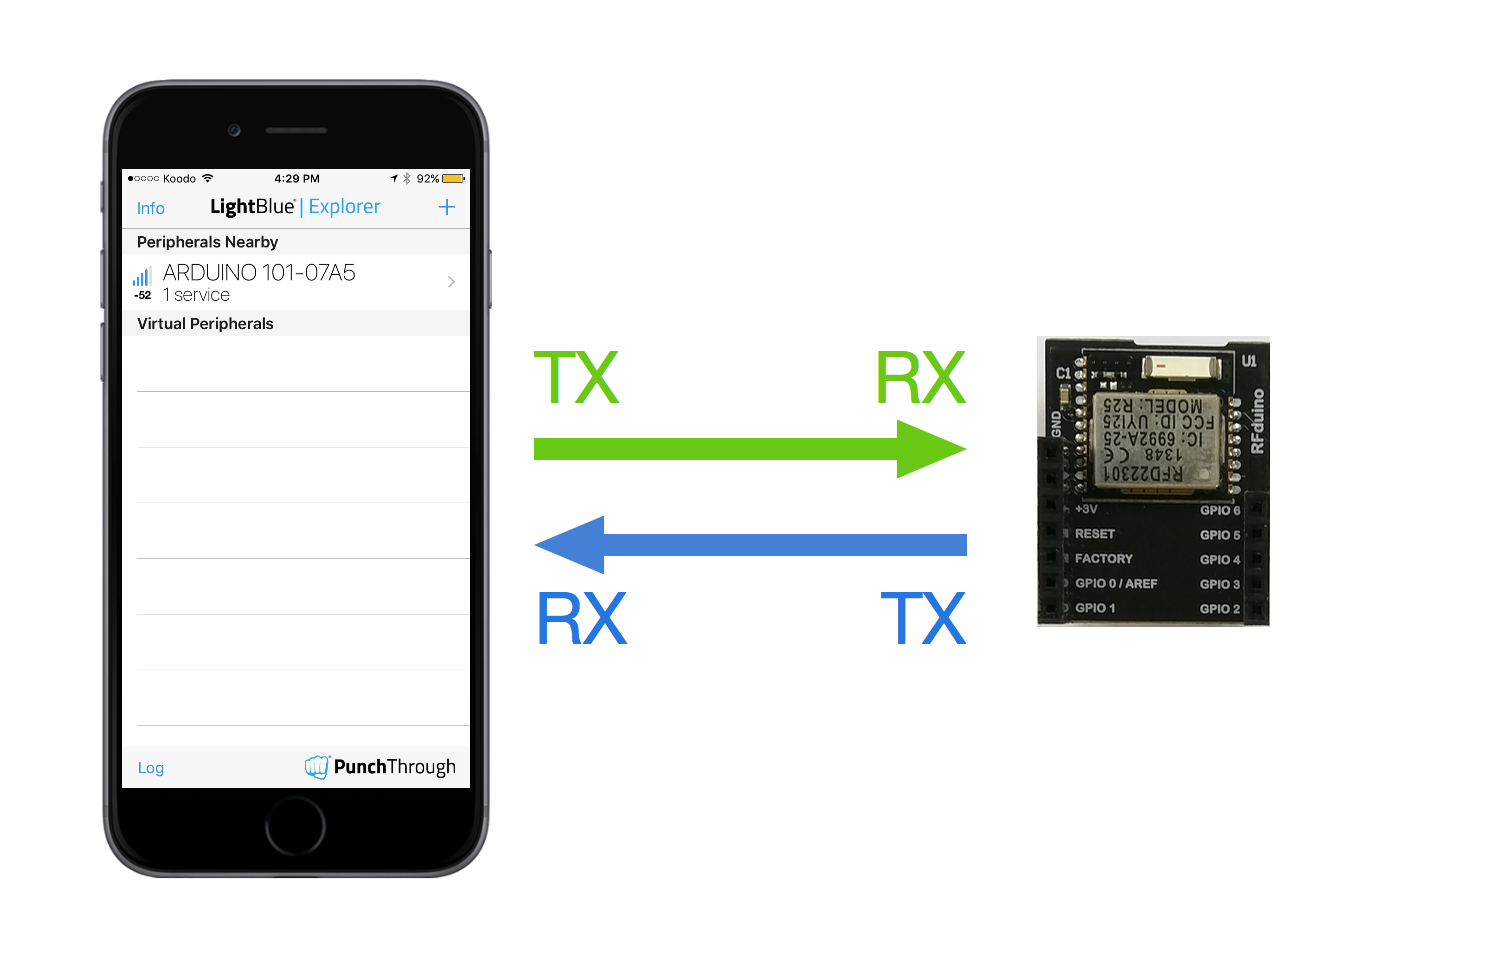 Koodo 4:29 PM 92%
Info LightBlue | Explorer +
Peripherals Nearby
ARDUINO 101-07A5
-52 1 service
Virtual Peripherals
Log PunchThrough
TX RX
RX TX
U1
C1
GND
RFduino
MODEL: R25
FCC ID: UYI25
IC: 6992A-25
1348 CE
RFD22301
+3V GPIO 6
RESET GPIO 5
FACTORY GPIO 4
GPIO 0 / AREF GPIO 3
GPIO 1 GPIO 2